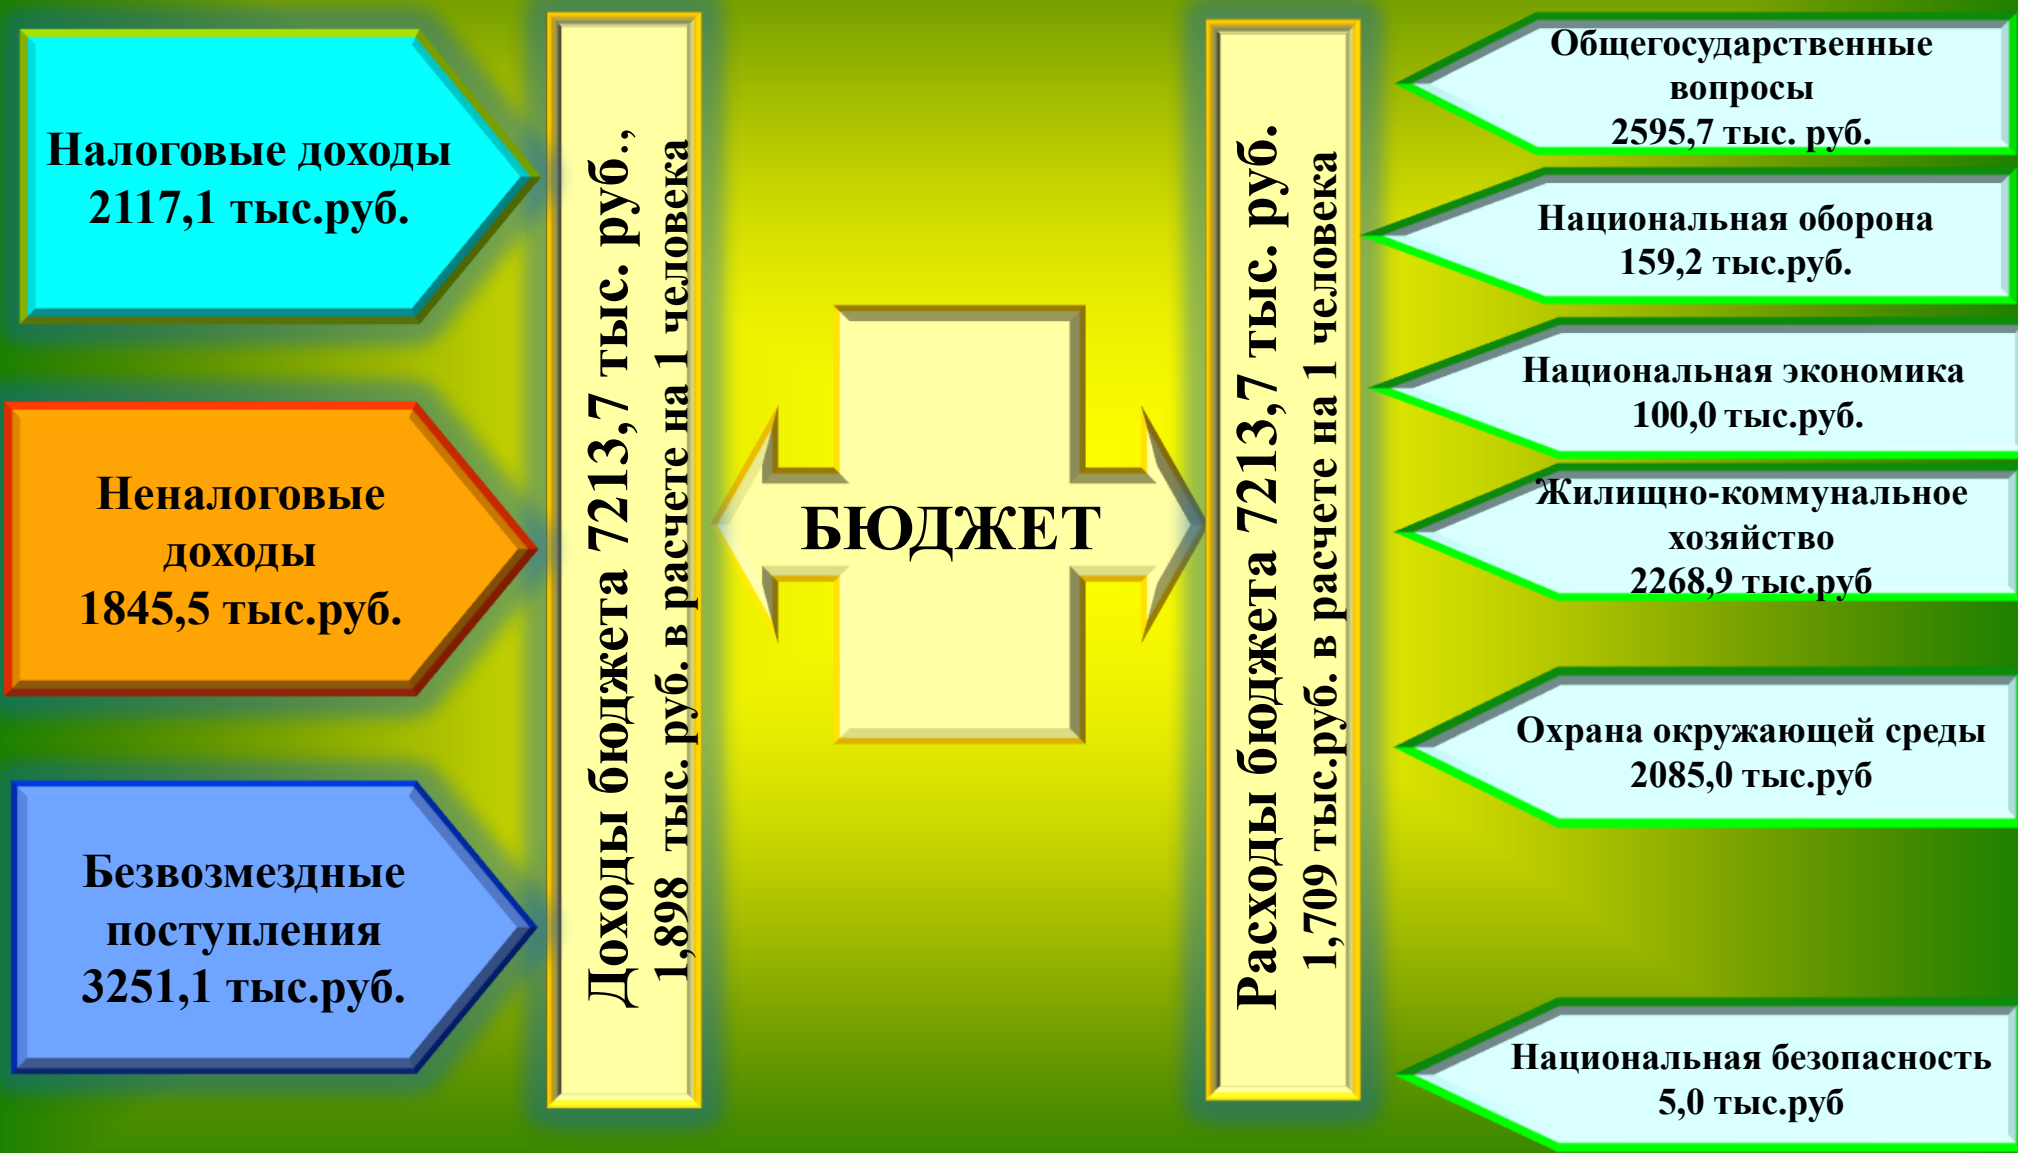 Налоговые доходы
2117,1 тыс.руб.
Неналоговые
доходы
1845,5 тыс.руб.
Безвозмездные
поступления
3251,1 тыс.руб.
Доходы бюджета 7213,7 тыс. руб.,
1,898 тыс. руб. в расчете на 1 человека
БЮДЖЕТ
Расходы бюджета 7213,7 тыс. руб.
1,709 тыс.руб. в расчете на 1 человека
Общегосударственные
вопросы
2595,7 тыс. руб.
Национальная оборона
159,2 тыс.руб.
Национальная экономика
100,0 тыс.руб.
Жилищно-коммунальное
хозяйство
2268,9 тыс.руб
Охрана окружающей среды
2085,0 тыс.руб
Национальная безопасность
5,0 тыс.руб